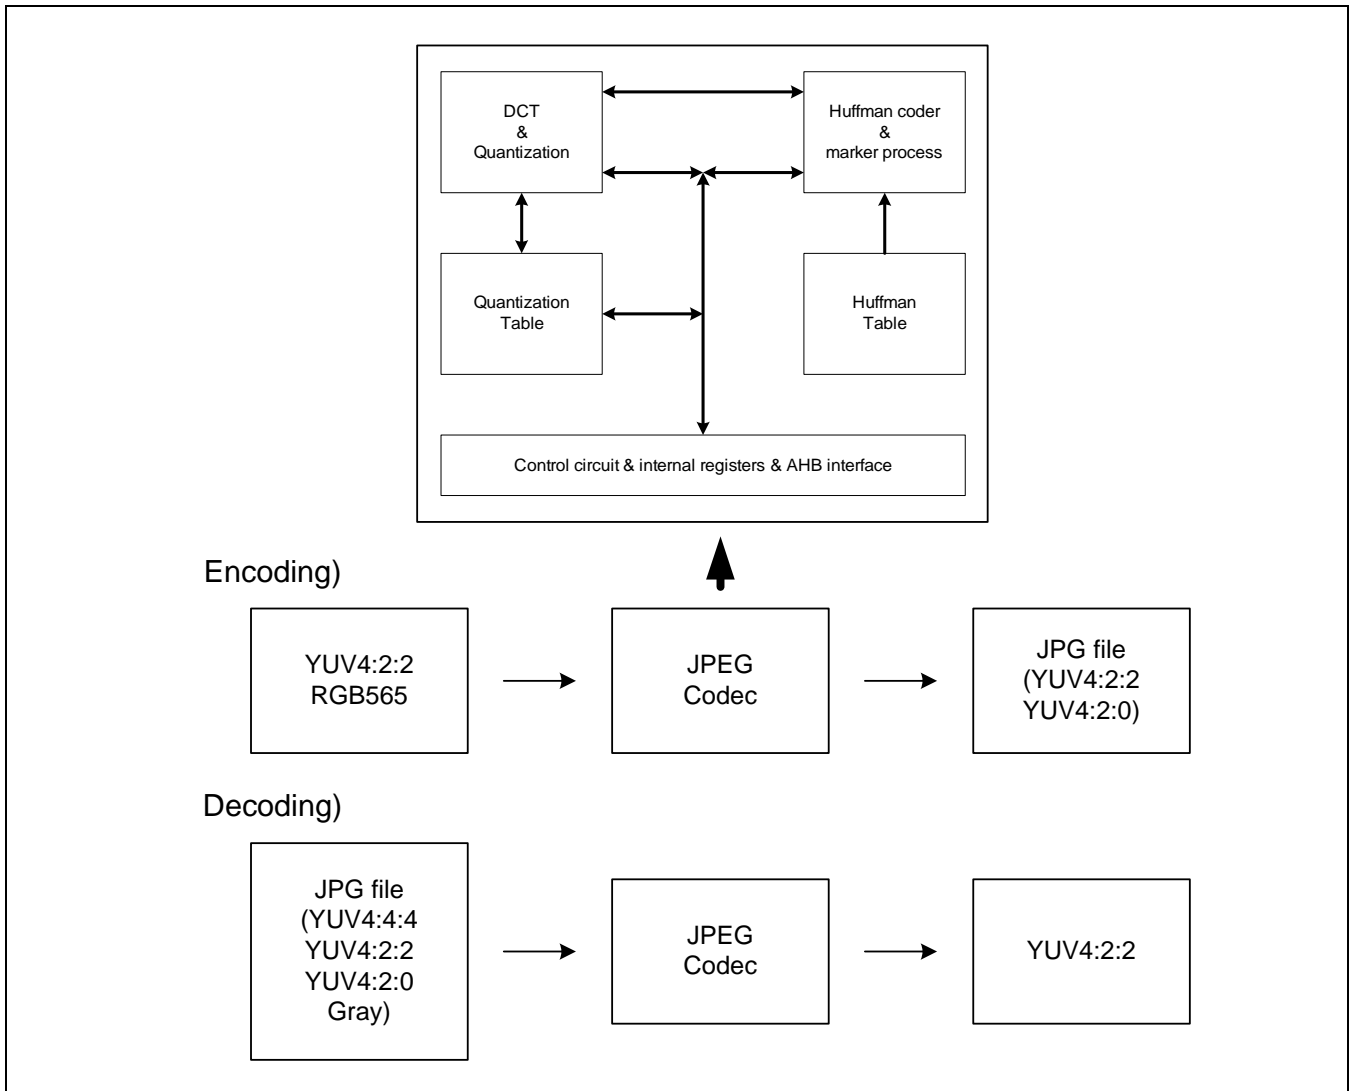 DCT
&
Quantization
Huffman coder
&
marker process
Quantization
Table
Huffman
Table
Control circuit & internal registers & AHB interface
Encoding)
YUV4:2:2
RGB565
JPEG
Codec
JPG file
(YUV4:2:2
YUV4:2:0)
Decoding)
JPG file
(YUV4:4:4
YUV4:2:2
YUV4:2:0
Gray)
JPEG
Codec
YUV4:2:2